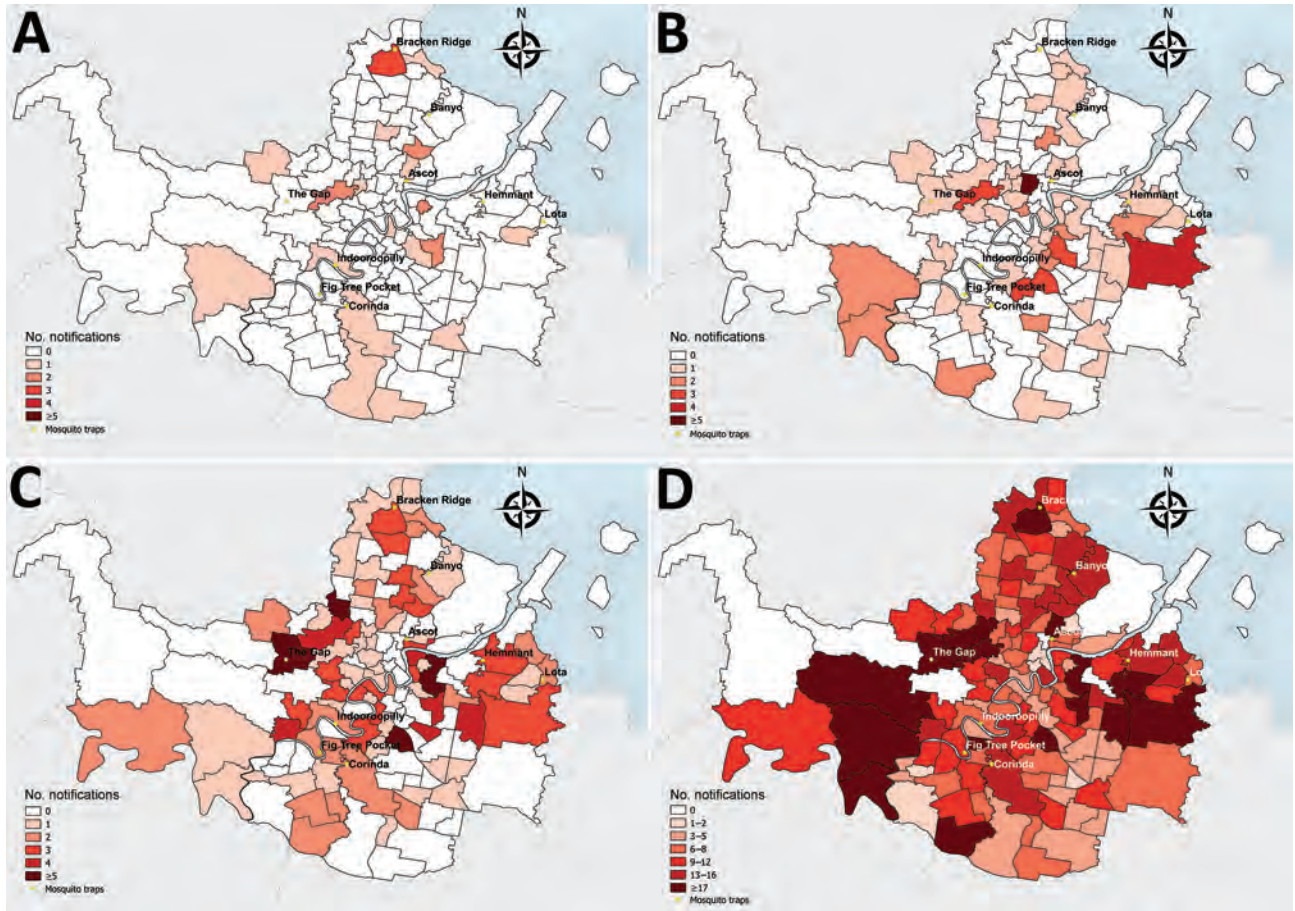 A
N
Bracken Ridge
Banyo
Ascot
The Gap
Hemmant
Lota
Indooroopilly
Fig Tree Pocket
Corinda
No. notifications
0
1
2
3
4
≥5
Mosquito traps
B
N
Bracken Ridge
Banyo
Ascot
The Gap
Hemmant
Lota
Indooroopilly
Fig Tree Pocket
Corinda
No. notifications
0
1
2
3
4
≥5
Mosquito traps
C
N
Bracken Ridge
Banyo
Ascot
The Gap
Hemmant
Lota
Indooroopilly
Fig Tree Pocket
Corinda
No. notifications
0
1
2
3
4
≥5
Mosquito traps
D
N
Banyo
Ascot
The Gap
Hemmant
Indooroopilly
Fig Tree Pocket
Corinda
No. notifications
0
1–2
3–5
6–8
9–12
13–16
≥17
Mosquito traps